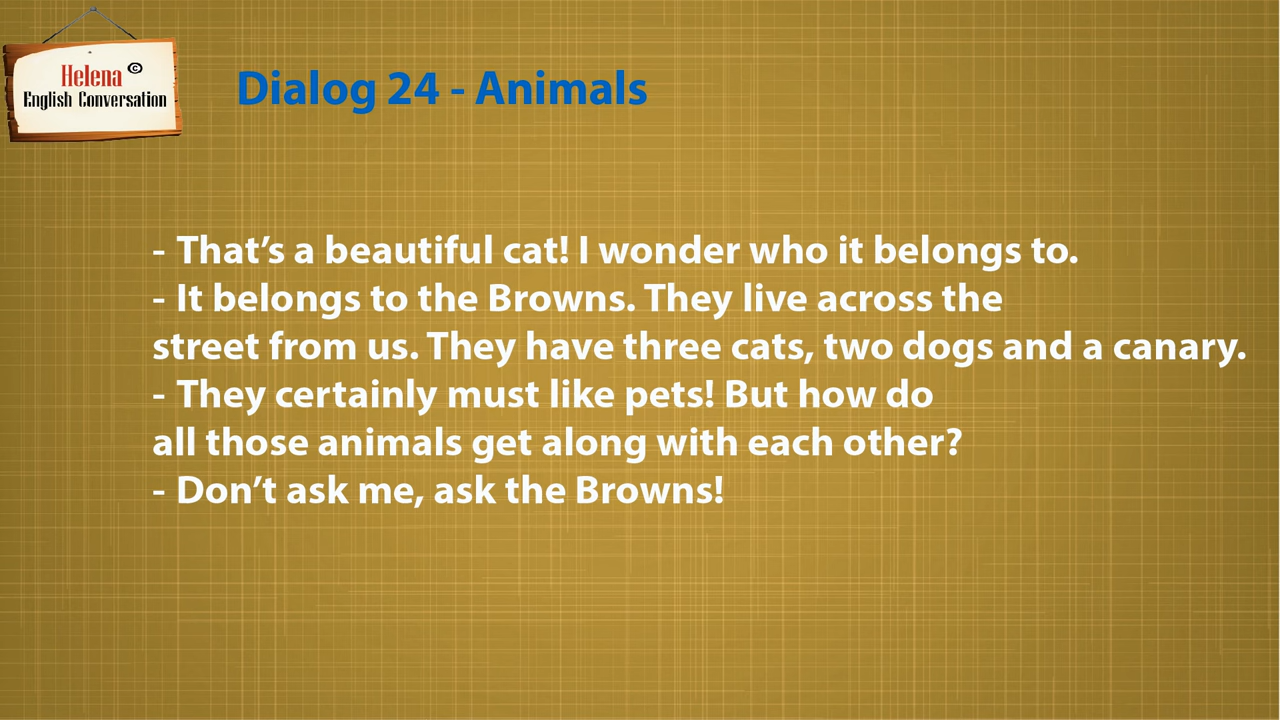 Helena ©
English Conversation
Dialog 24 - Animals
- That’s a beautiful cat! I wonder who it belongs to.
- It belongs to the Browns. They live across the
street from us. They have three cats, two dogs and a canary.
- They certainly must like pets! But how do
all those animals get along with each other?
- Don’t ask me, ask the Browns!